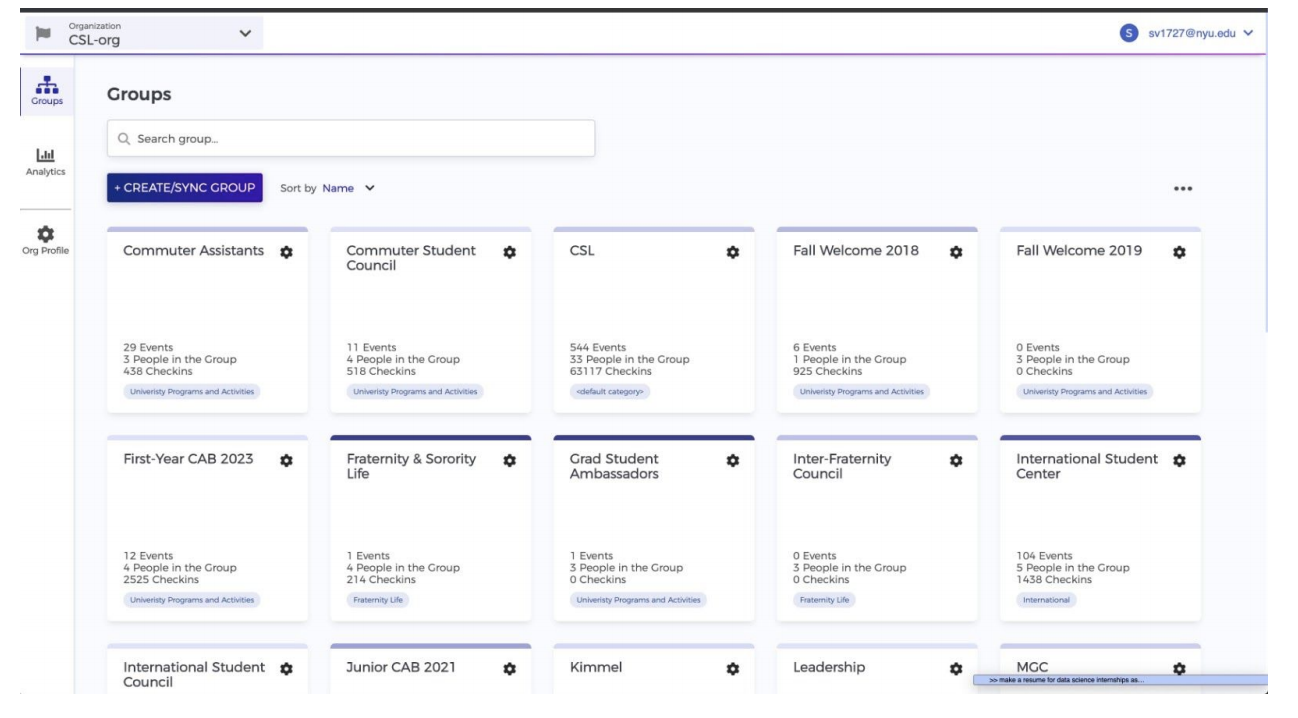 Organization
CSL-org
S sv1727@nyu.edu
Groups
Analytics
Org Profile
Groups
Search group...
+ CREATE/SYNC GROUP Sort by Name
Commuter Assistants
29 Events
3 People in the Group
438 Checkins
Univeristy Programs and Activities
Commuter Student
Council
11 Events
4 People in the Group
518 Checkins
Univeristy Programs and Activities
CSL
544 Events
33 People in the Group
63117 Checkins
<default category>
Fall Welcome 2018
6 Events
1 People in the Group
925 Checkins
Univeristy Programs and Activities
Fall Welcome 2019
0 Events
3 People in the Group
0 Checkins
Univeristy Programs and Activities
First-Year CAB 2023
12 Events
4 People in the Group
2525 Checkins
Univeristy Programs and Activities
Fraternity & Sorority
Life
1 Events
4 People in the Group
214 Checkins
Fraternity Life
Grad Student
Ambassadors
1 Events
3 People in the Group
0 Checkins
Univeristy Programs and Activities
Inter-Fraternity
Council
0 Events
3 People in the Group
0 Checkins
Fraternity Life
International Student
Center
104 Events
5 People in the Group
1438 Checkins
International
International Student
Council
Junior CAB 2021
Kimmel
Leadership
MGC
>> make a resume for data science internships as...